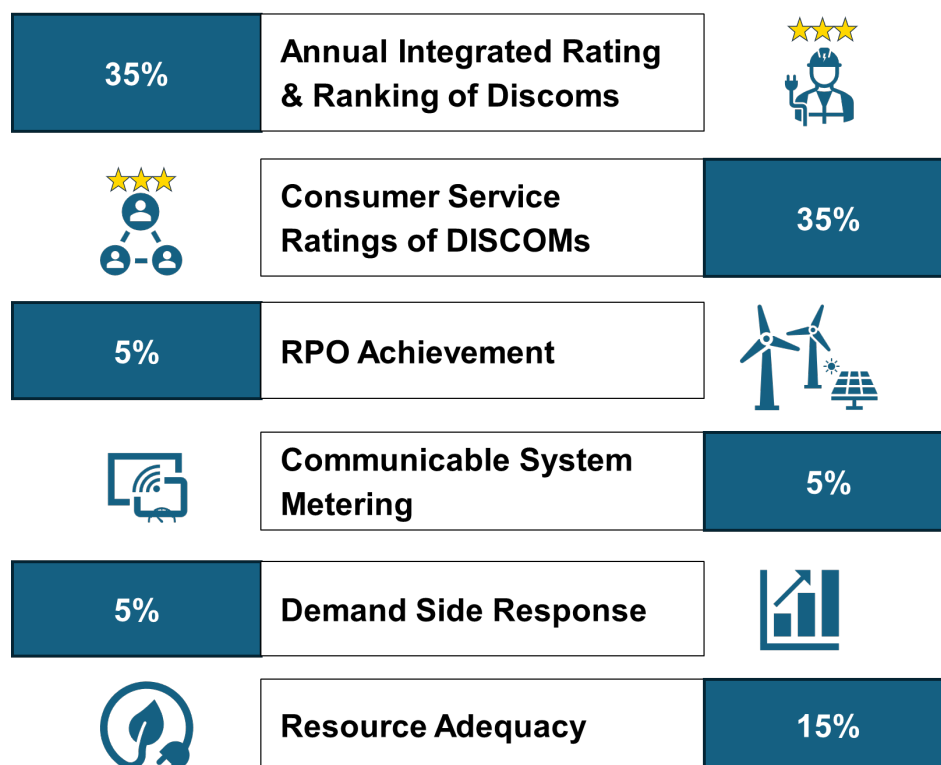 35%
Annual Integrated Rating
& Ranking of Discoms
Consumer Service
Ratings of DISCOMs
35%
5%
RPO Achievement
Communicable System
Metering
5%
5%
Demand Side Response
Resource Adequacy
15%